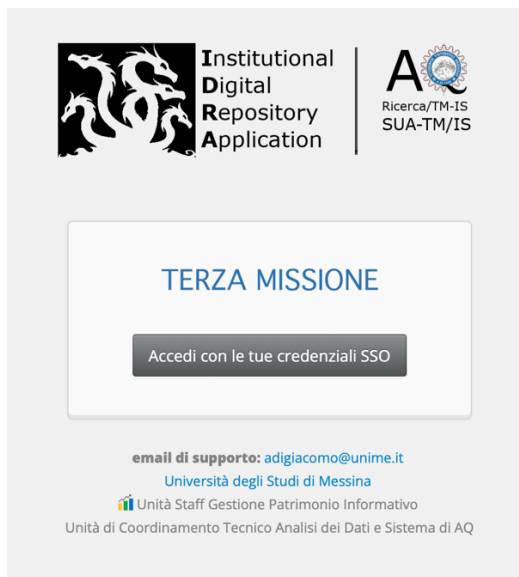 Institutional
Digital
Repository
Application
AQ
Ricerca/TM-IS
SUA-TM/IS
TERZA MISSIONE
Accedi con le tue credenziali SSO
email di supporto: adigiacomo@unime.it
Università degli Studi di Messina
Unità Staff Gestione Patrimonio Informativo
Unità di Coordinamento Tecnico Analisi dei Dati e Sistema di AQ